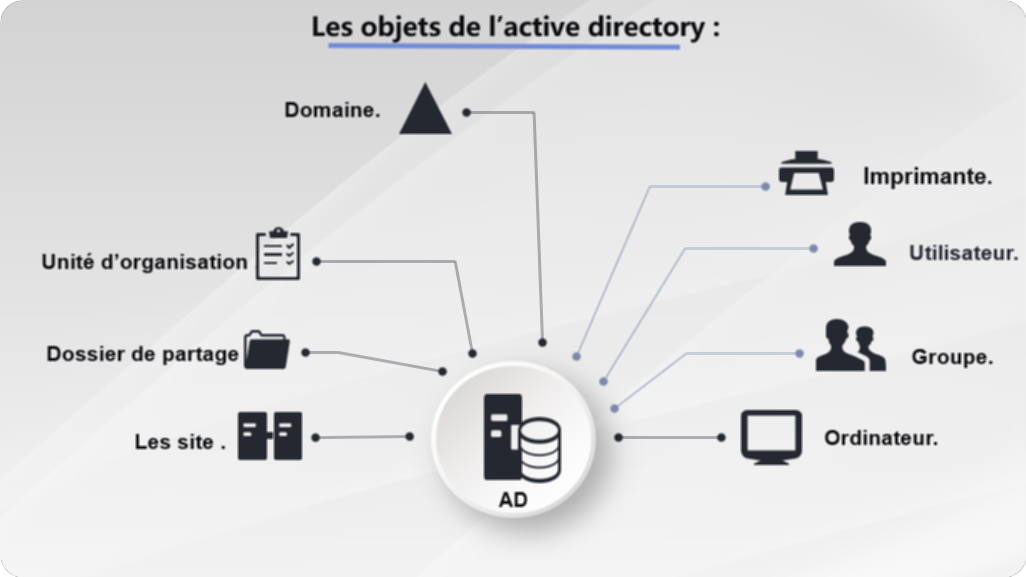 Les objets de l’active directory :
Domaine.
Imprimante.
Unité d’organisation
Utilisateur.
Dossier de partage
Groupe.
Les site .
Ordinateur.
AD